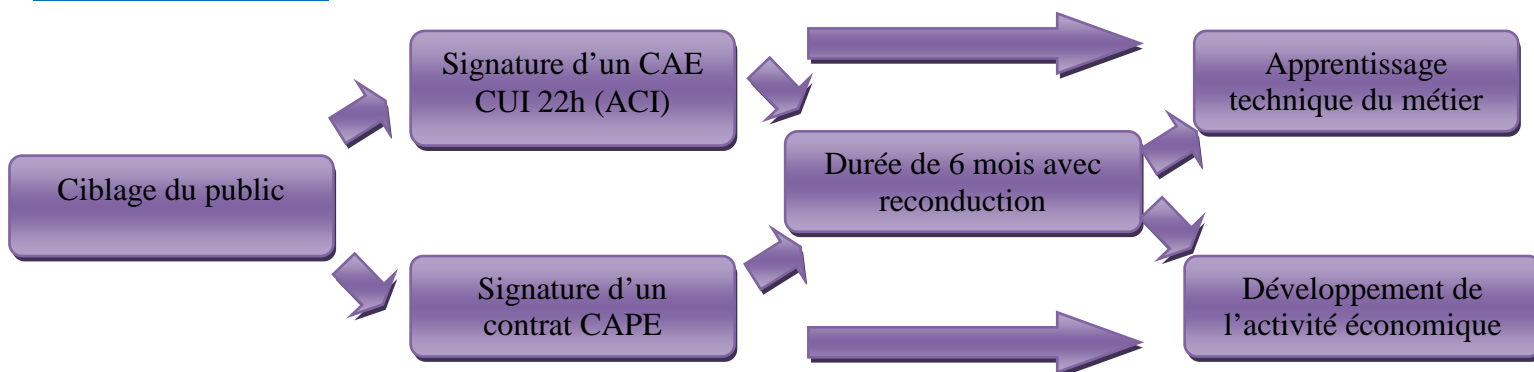 Signature d’un CAE
CUI 22h (ACI)
Apprentissage
technique du métier
Ciblage du public
Durée de 6 mois avec
reconduction
Signature d’un
contrat CAPE
Développement de
l’activité économique